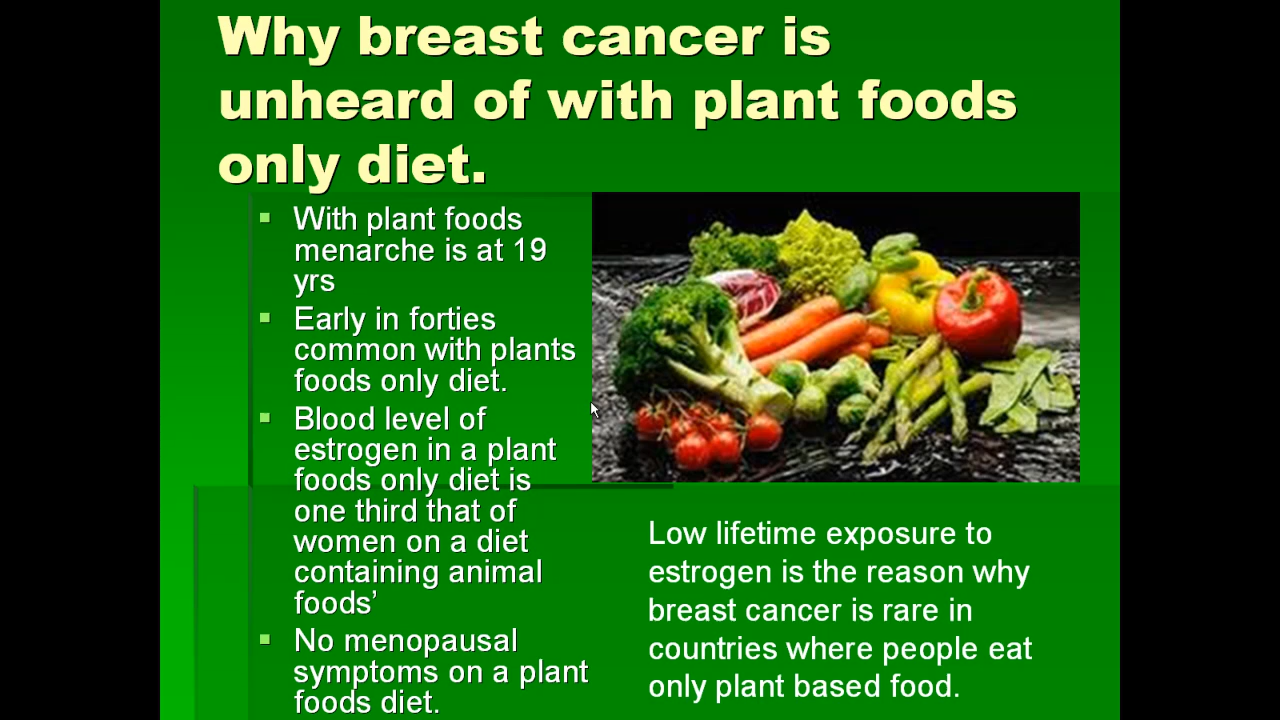 Why breast cancer is
unheard of with plant foods
only diet.
With plant foods
menarche is at 19
yrs
Early in forties
common with plants
foods only diet.
Blood level of
estrogen in a plant
foods only diet is
one third that of
women on a diet
containing animal
foods’
No menopausal
symptoms on a plant
foods diet.
Low lifetime exposure to
estrogen is the reason why
breast cancer is rare in
countries where people eat
only plant based food.